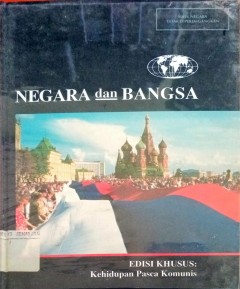 NEGARA dan BANGSA
EDISI KHUSUS:
Kehidupan Pasca Komunis